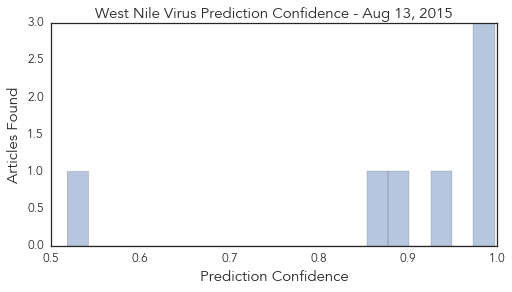 West Nile Virus Prediction Confidence - Aug 13, 2015
3.0
2.5
2.0
1.5
1.0
0.5
0.0
Articles Found
0.5 0.6 0.7 0.8 0.9 1.0
Prediction Confidence